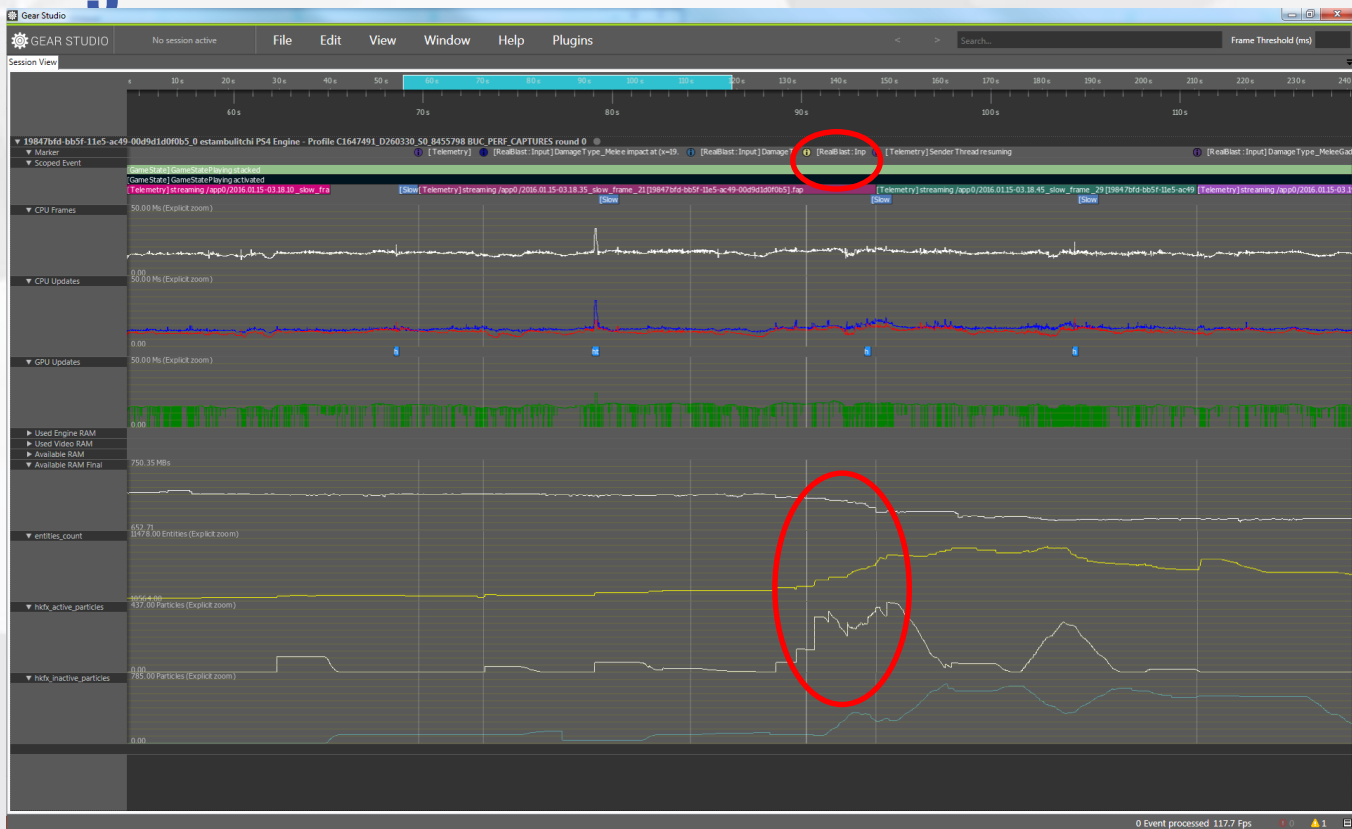 Gear Studio
GEAR STUDIO No session active File Edit View Window Help Plugins < > Search... Frame Threshold (ms)
Session View
s 10 s 20 s 30 s 40 s 50 s 60 s 70 s 80 s 90 s 100 s 110 s 120 s 130 s 140 s 150 s 160 s 170 s 180 s 190 s 200 s 210 s 220 s 230 s 240
60 s 70 s 80 s 90 s 100 s 110 s
19847bfd-bb5f-11e5-ac49-00d9d1d0f0b5_0 estambulitchi PS4 Engine - Profile C1647491_D260330_S0_8455798 BUC_PERF_CAPTURES round 0
Marker [Telemetry] [RealBlast: Input] DamageType_Melee impact at (x=19. [RealBlast: Input] DamageT [RealBlast: Inp [Telemetry] Sender Thread resuming [RealBlast: Input] DamageType_MeleeGad
Scoped Event
[GameState] GameStatePlaying stacked
[GameState] GameStatePlaying activated
[Telemetry] streaming /app0/2016.01.15-03.18.10_slow_fra [Slow [Telemetry] streaming /app0/2016.01.15-03.18.35_slow_frame_21 [19847bfd-bb5f-11e5-ac49-00d9d1d0f0b5].fap [Telemetry] streaming /app0/2016.01.15-03.18.45_slow_frame_29 [19847bfd-bb5f-11e5-ac49 [Telemetry] streaming /app0/2016.01.15-03.1
[Slow [Slow [Slow
CPU Frames 50.00 Ms (Explicit zoom)
0.00
CPU Updates 50.00 Ms (Explicit zoom)
0.00
GPU Updates 50.00 Ms (Explicit zoom)
0.00
Used Engine RAM
Used Video RAM
Available RAM
Available RAM Final 750.35 MBs
652.71
entities_count 11478.00 Entities (Explicit zoom)
10564.00
hkfx_active_particles 437.00 Particles (Explicit zoom)
0.00
hkfx_inactive_particles 785.00 Particles (Explicit zoom)
0.00
0 Event processed 117.7 Fps 0 1